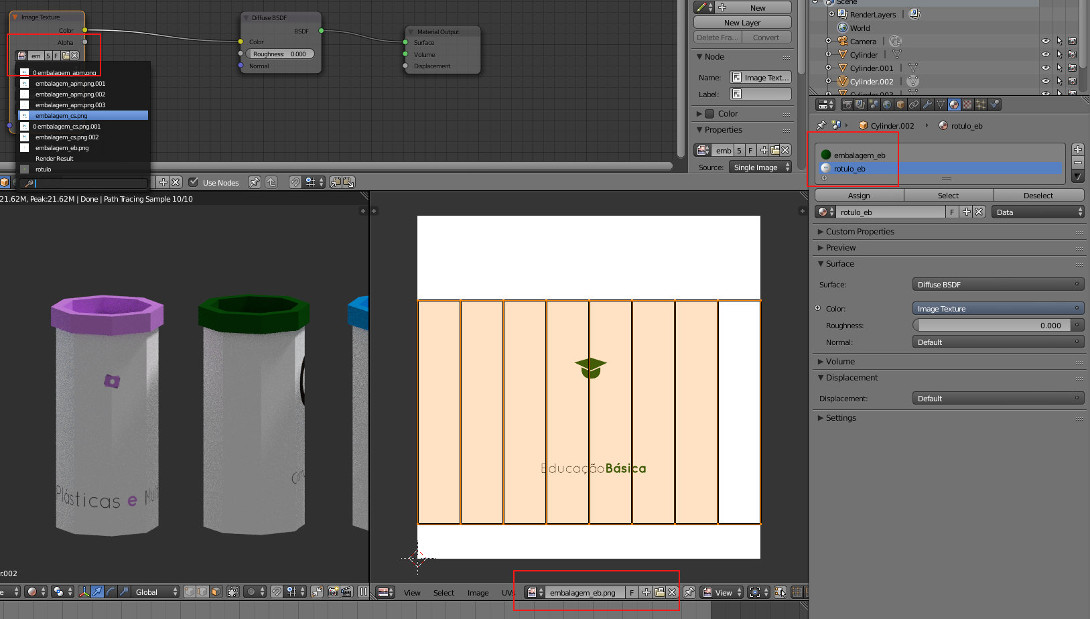 Image Texture
Color
Alpha
em 5 F
0 embalagem_apm.png
embalagem_apm.png.001
embalagem_apm.png.002
embalagem_apm.png.003
embalagem_cs.png
0 embalagem_cs.png.001
embalagem_cs.png.002
embalagem_eb.png
Render Result
rotulo
Diffuse BSDF
BSDF
Color
Roughness: 0.000
Normal
Material Output
Surface
Volume
Displacement
F
Use Nodes
New
New Layer
Delete Fra...
Convert
Node
Name: Image Text...
Label:
Color
Properties
emb 5 F
Source: Single Image
Scene
RenderLayers
World
Camera
Cylinder
Cylinder.001
Cylinder.002
Cylinder.002
rotulo_eb
embalagem_eb
rotulo_eb
Assign Select Deselect
rotulo_eb F Data
Custom Properties
Preview
Surface
Surface: Diffuse BSDF
Color: Image Texture
Roughness: 0.000
Normal: Default
Volume
Displacement
Displacement: Default
Settings
21.62M, Peak:21.62M | Done | Path Tracing Sample 10/10
Plásticas e Mu
EducaçãoBásica
:002
Global
View Select Image UVs
embalagem_eb.png F
View